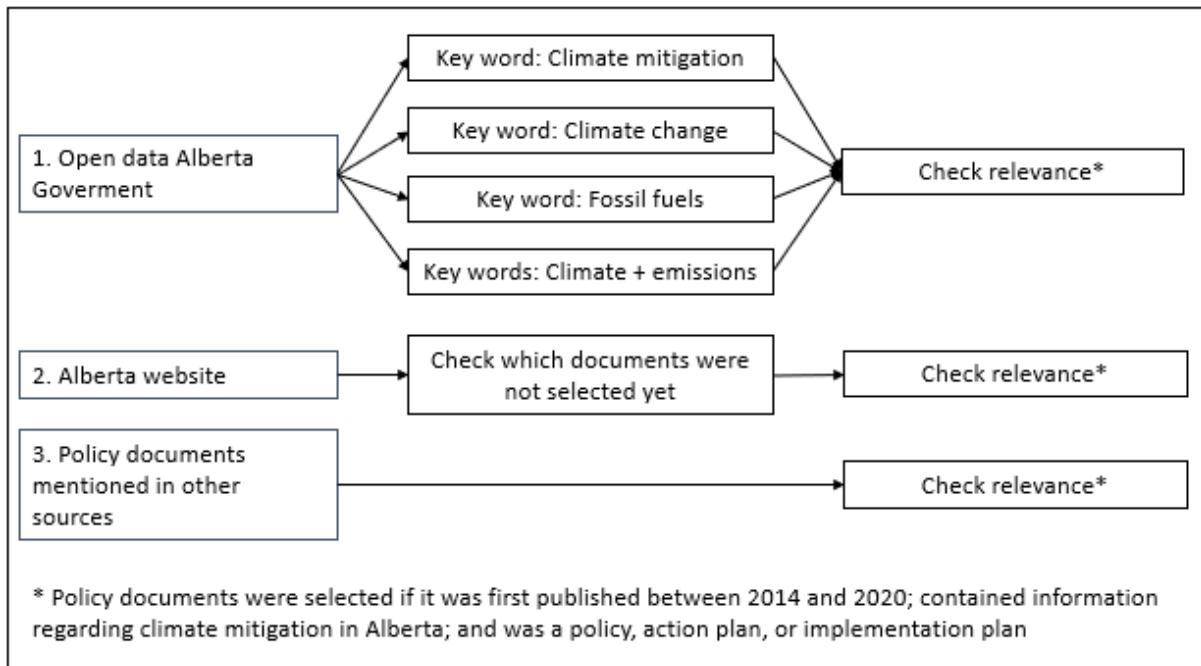 Key word: Climate mitigation
Key word: Climate change
1. Open data Alberta
Goverment
Check relevance*
Key word: Fossil fuels
Key words: Climate + emissions
2. Alberta website
Check which documents were
not selected yet
Check relevance*
3. Policy documents
mentioned in other
sources
Check relevance*
* Policy documents were selected if it was first published between 2014 and 2020; contained information
regarding climate mitigation in Alberta; and was a policy, action plan, or implementation plan